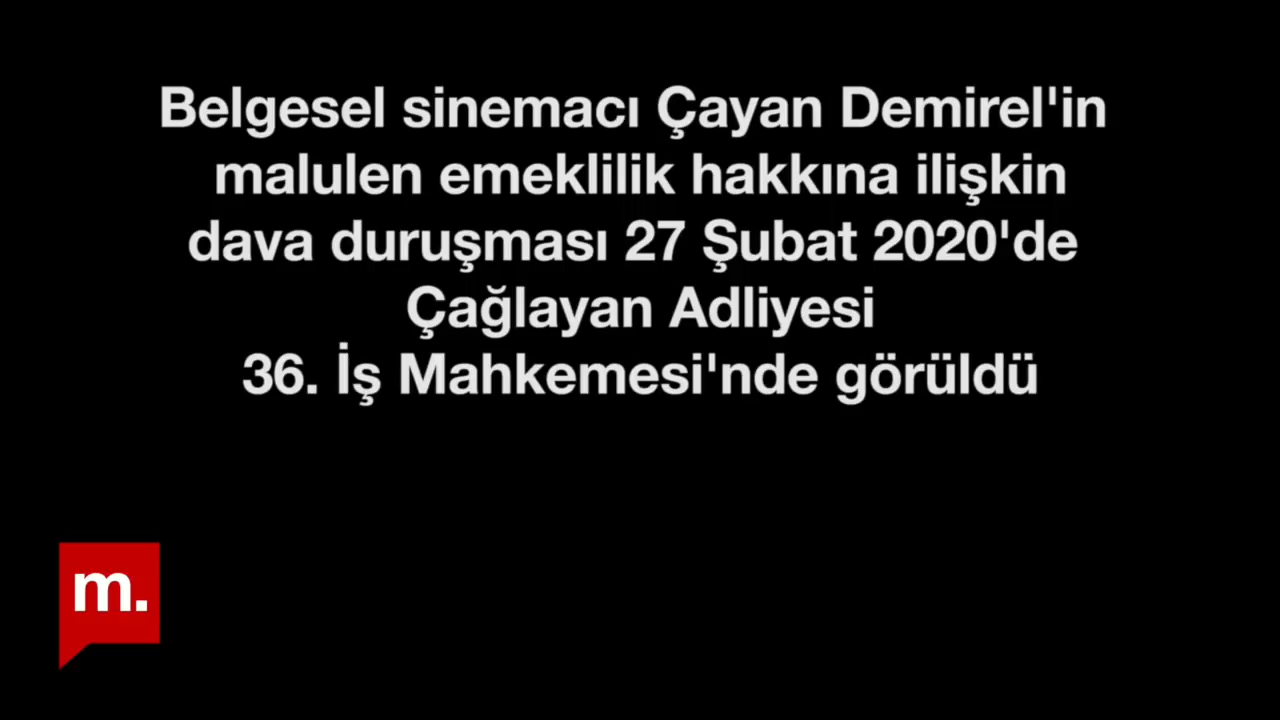 Belgesel sinemacı Çayan Demirel'in
malulen emeklilik hakkına ilişkin
dava duruşması 27 Şubat 2020'de
Çağlayan Adliyesi
36. İş Mahkemesi'nde görüldü
m.